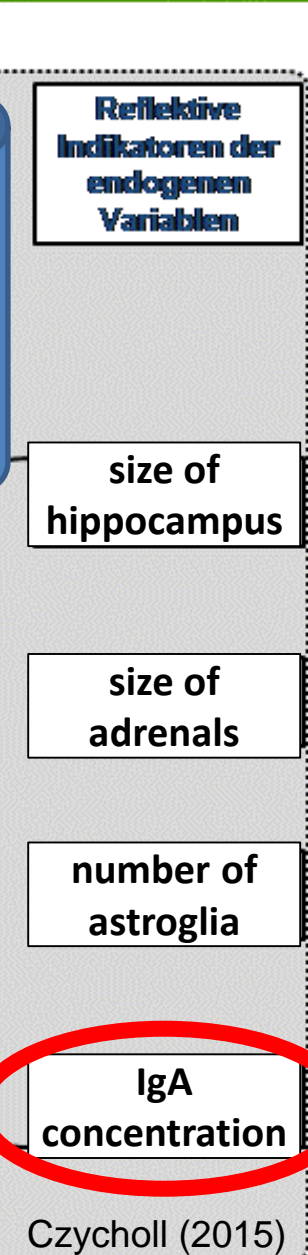 Reflektive
Indikatoren der
endogenen
Variablen
size of
hippocampus
size of
adrenals
number of
astroglia
IgA
concentration
Czycholl (2015)